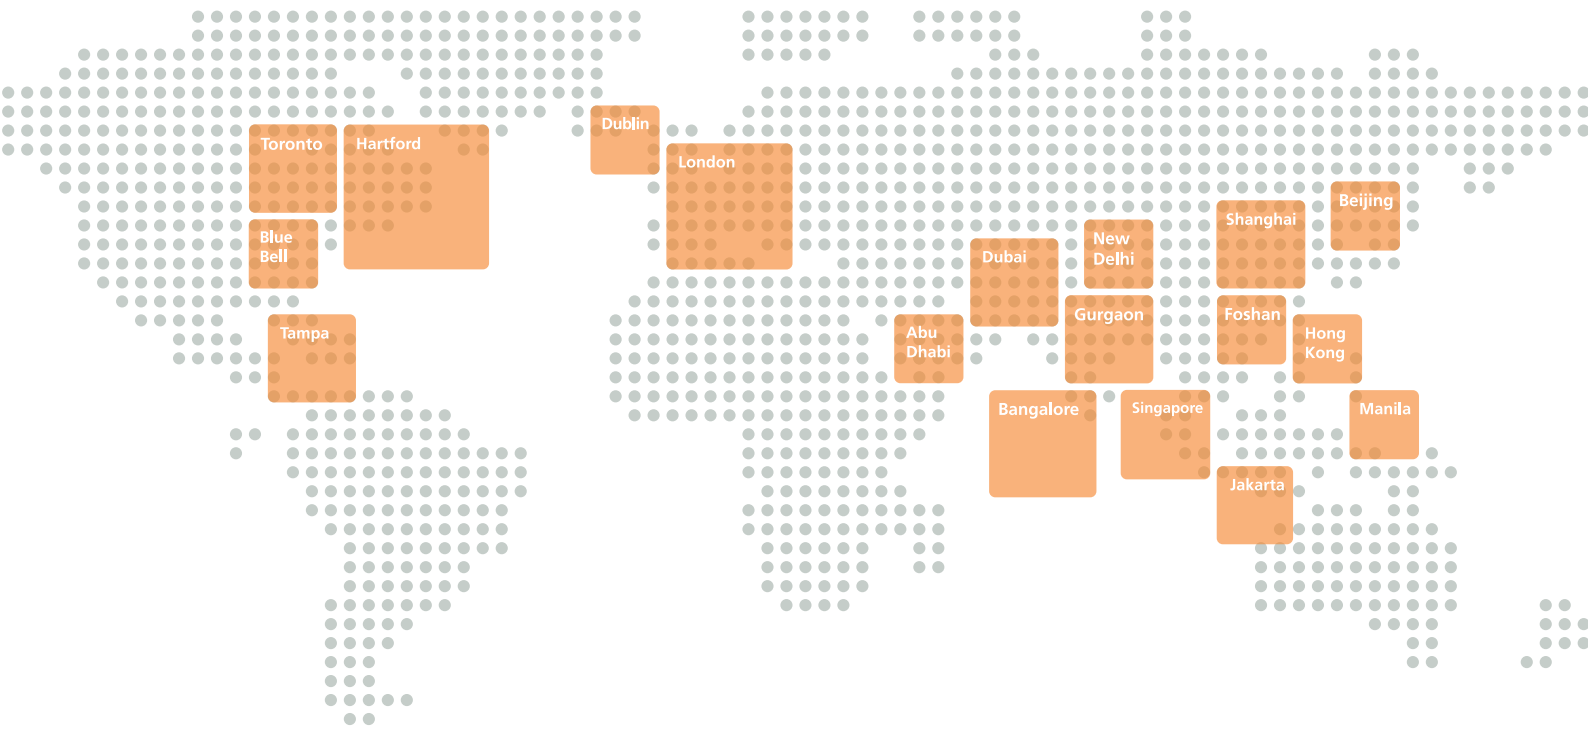 Dublin
Toronto
Hartford
London
Beijing
Shanghai
Blue
Bell
New
Delhi
Dubai
Tampa
Abu
Dhabi
Gurgaon
Foshan
Hong
Kong
Bangalore
Singapore
Manila
Jakarta